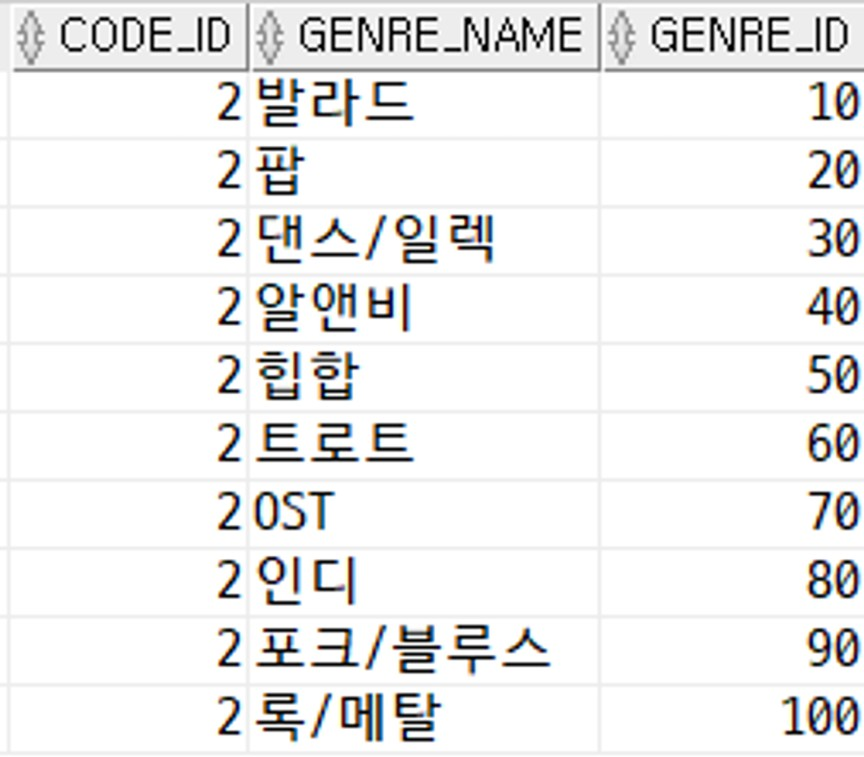 CODE_ID GENRE_NAME GENRE_ID
2 발라드 10
2 팝 20
2 댄스/일렉 30
2 알앤비 40
2 힙합 50
2 트로트 60
2 OST 70
2 인디 80
2 포크/블루스 90
2 록/메탈 100